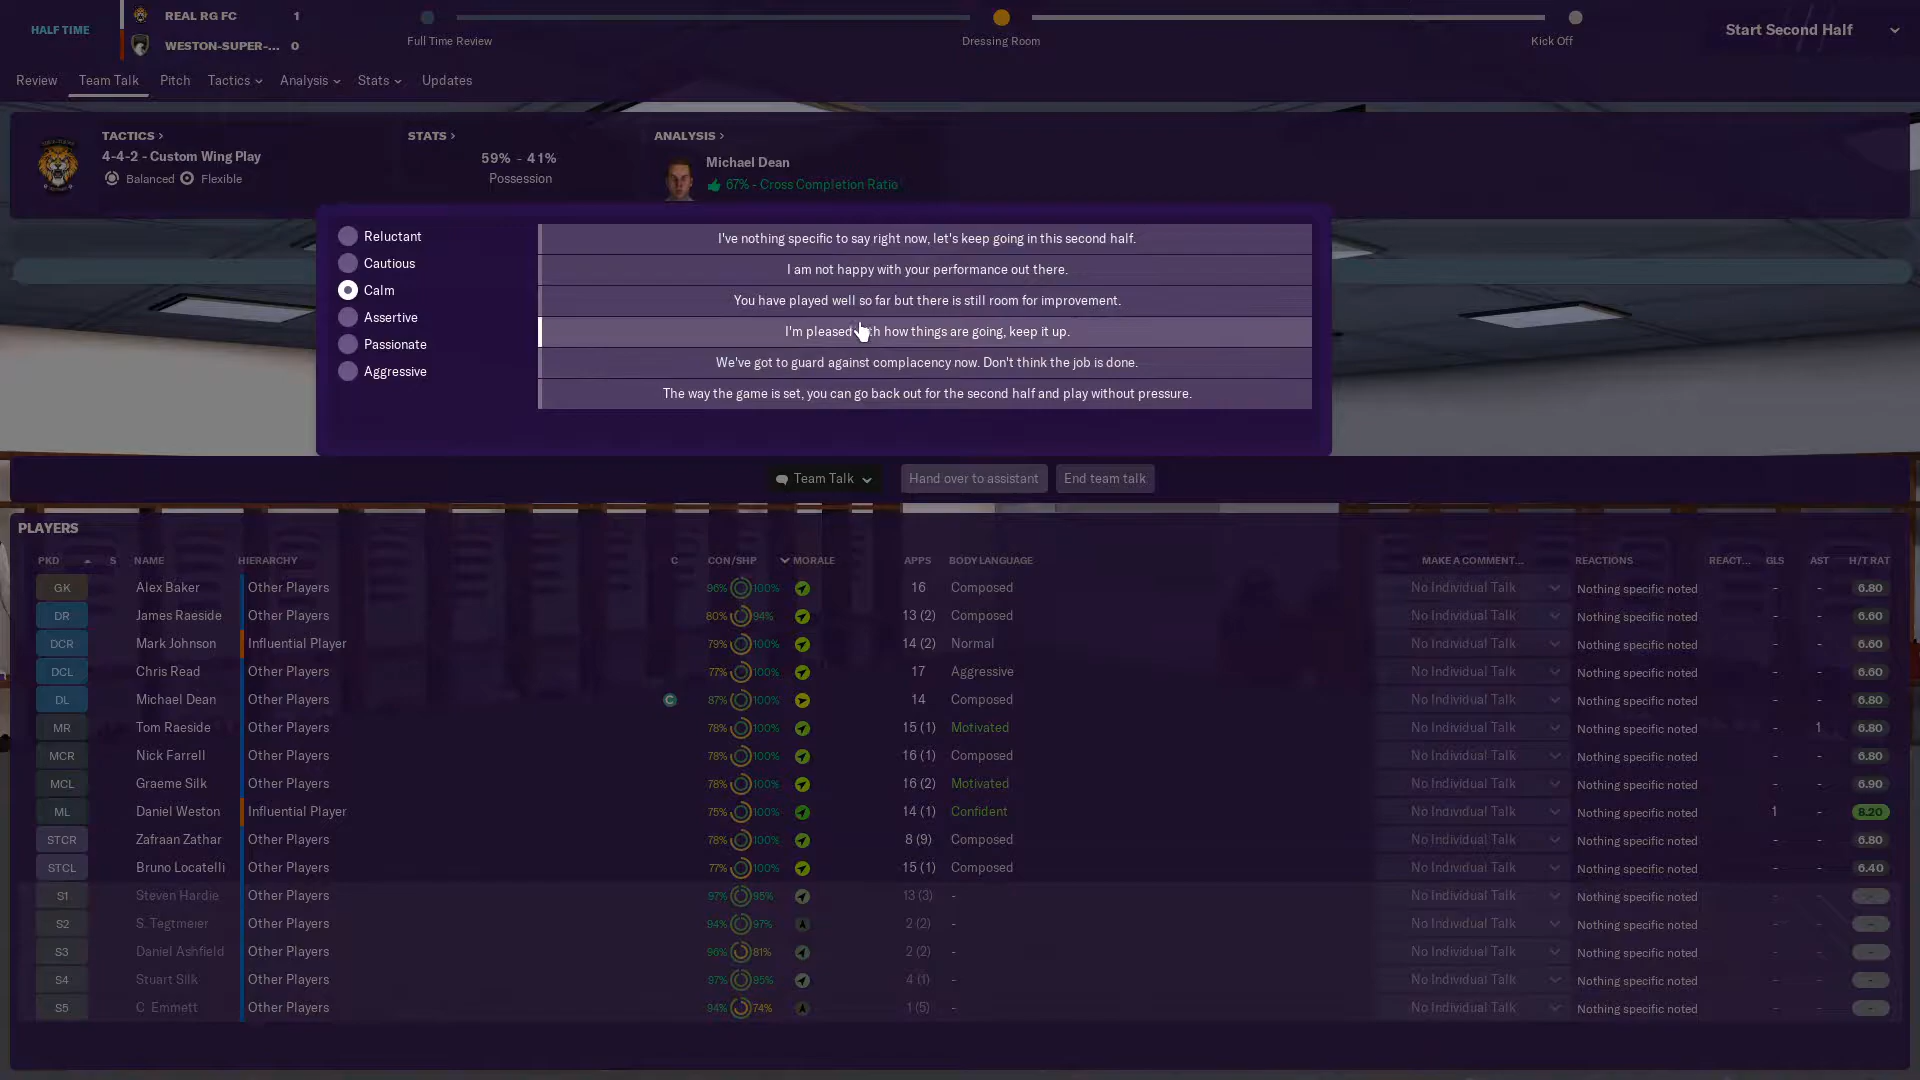 HALF TIME
REAL RG FC 1
WESTON-SUPER-... 0
Full Time Review
Dressing Room
Kick Off
Start Second Half
Review Team Talk Pitch Tactics Analysis Stats Updates
TACTICS >
4-4-2 - Custom Wing Play
Balanced Flexible
STATS >
59% - 41%
Possession
ANALYSIS >
Michael Dean
67% - Cross Completion Ratio
Reluctant
Cautious
Calm
Assertive
Passionate
Aggressive
I've nothing specific to say right now, let's keep going in this second half.
I am not happy with your performance out there.
You have played well so far but there is still room for improvement.
I'm pleased how things are going, keep it up.
We've got to guard against complacency now. Don't think the job is done.
The way the game is set, you can go back out for the second half and play without pressure.
Team Talk Hand over to assistant End team talk
PLAYERS
PKD S NAME HIERARCHY C CON/SHP MORALE APPS BODY LANGUAGE MAKE A COMMENT... REACTIONS REACT... GLS AST H/T RAT
GK Alex Baker Other Players 96% 100% 16 Composed No Individual Talk Nothing specific noted - - 6.80
DR James Raeside Other Players 80% 94% 13 (2) Composed No Individual Talk Nothing specific noted - - 6.60
DCR Mark Johnson Influential Player 79% 100% 14 (2) Normal No Individual Talk Nothing specific noted - - 6.60
DCL Chris Read Other Players 77% 100% 17 Aggressive No Individual Talk Nothing specific noted - - 6.60
DL Michael Dean Other Players C 87% 100% 14 Composed No Individual Talk Nothing specific noted - - 6.80
MR Tom Raeside Other Players 78% 100% 15 (1) Motivated No Individual Talk Nothing specific noted - 1 6.80
MCR Nick Farrell Other Players 78% 100% 16 (1) Composed No Individual Talk Nothing specific noted - - 6.80
MCL Graeme Silk Other Players 78% 100% 16 (2) Motivated No Individual Talk Nothing specific noted - - 6.90
ML Daniel Weston Influential Player 75% 100% 14 (1) Confident No Individual Talk Nothing specific noted 1 - 8.20
STCR Zafraan Zathar Other Players 78% 100% 8 (9) Composed No Individual Talk Nothing specific noted - - 6.80
STCL Bruno Locatelli Other Players 77% 100% 15 (1) Composed No Individual Talk Nothing specific noted - - 6.40
S1 Steven Hardie Other Players 97% 95% 13 (3) - No Individual Talk Nothing specific noted - - -
S2 S. Tegtmeier Other Players 94% 97% 2 (2) - No Individual Talk Nothing specific noted - - -
S3 Daniel Ashfield Other Players 96% 81% 2 (2) - No Individual Talk Nothing specific noted - - -
S4 Stuart Silk Other Players 97% 95% 4 (1) - No Individual Talk Nothing specific noted - - -
S5 C Emmett Other Players 94% 74% 1 (5) - No Individual Talk Nothing specific noted - - -